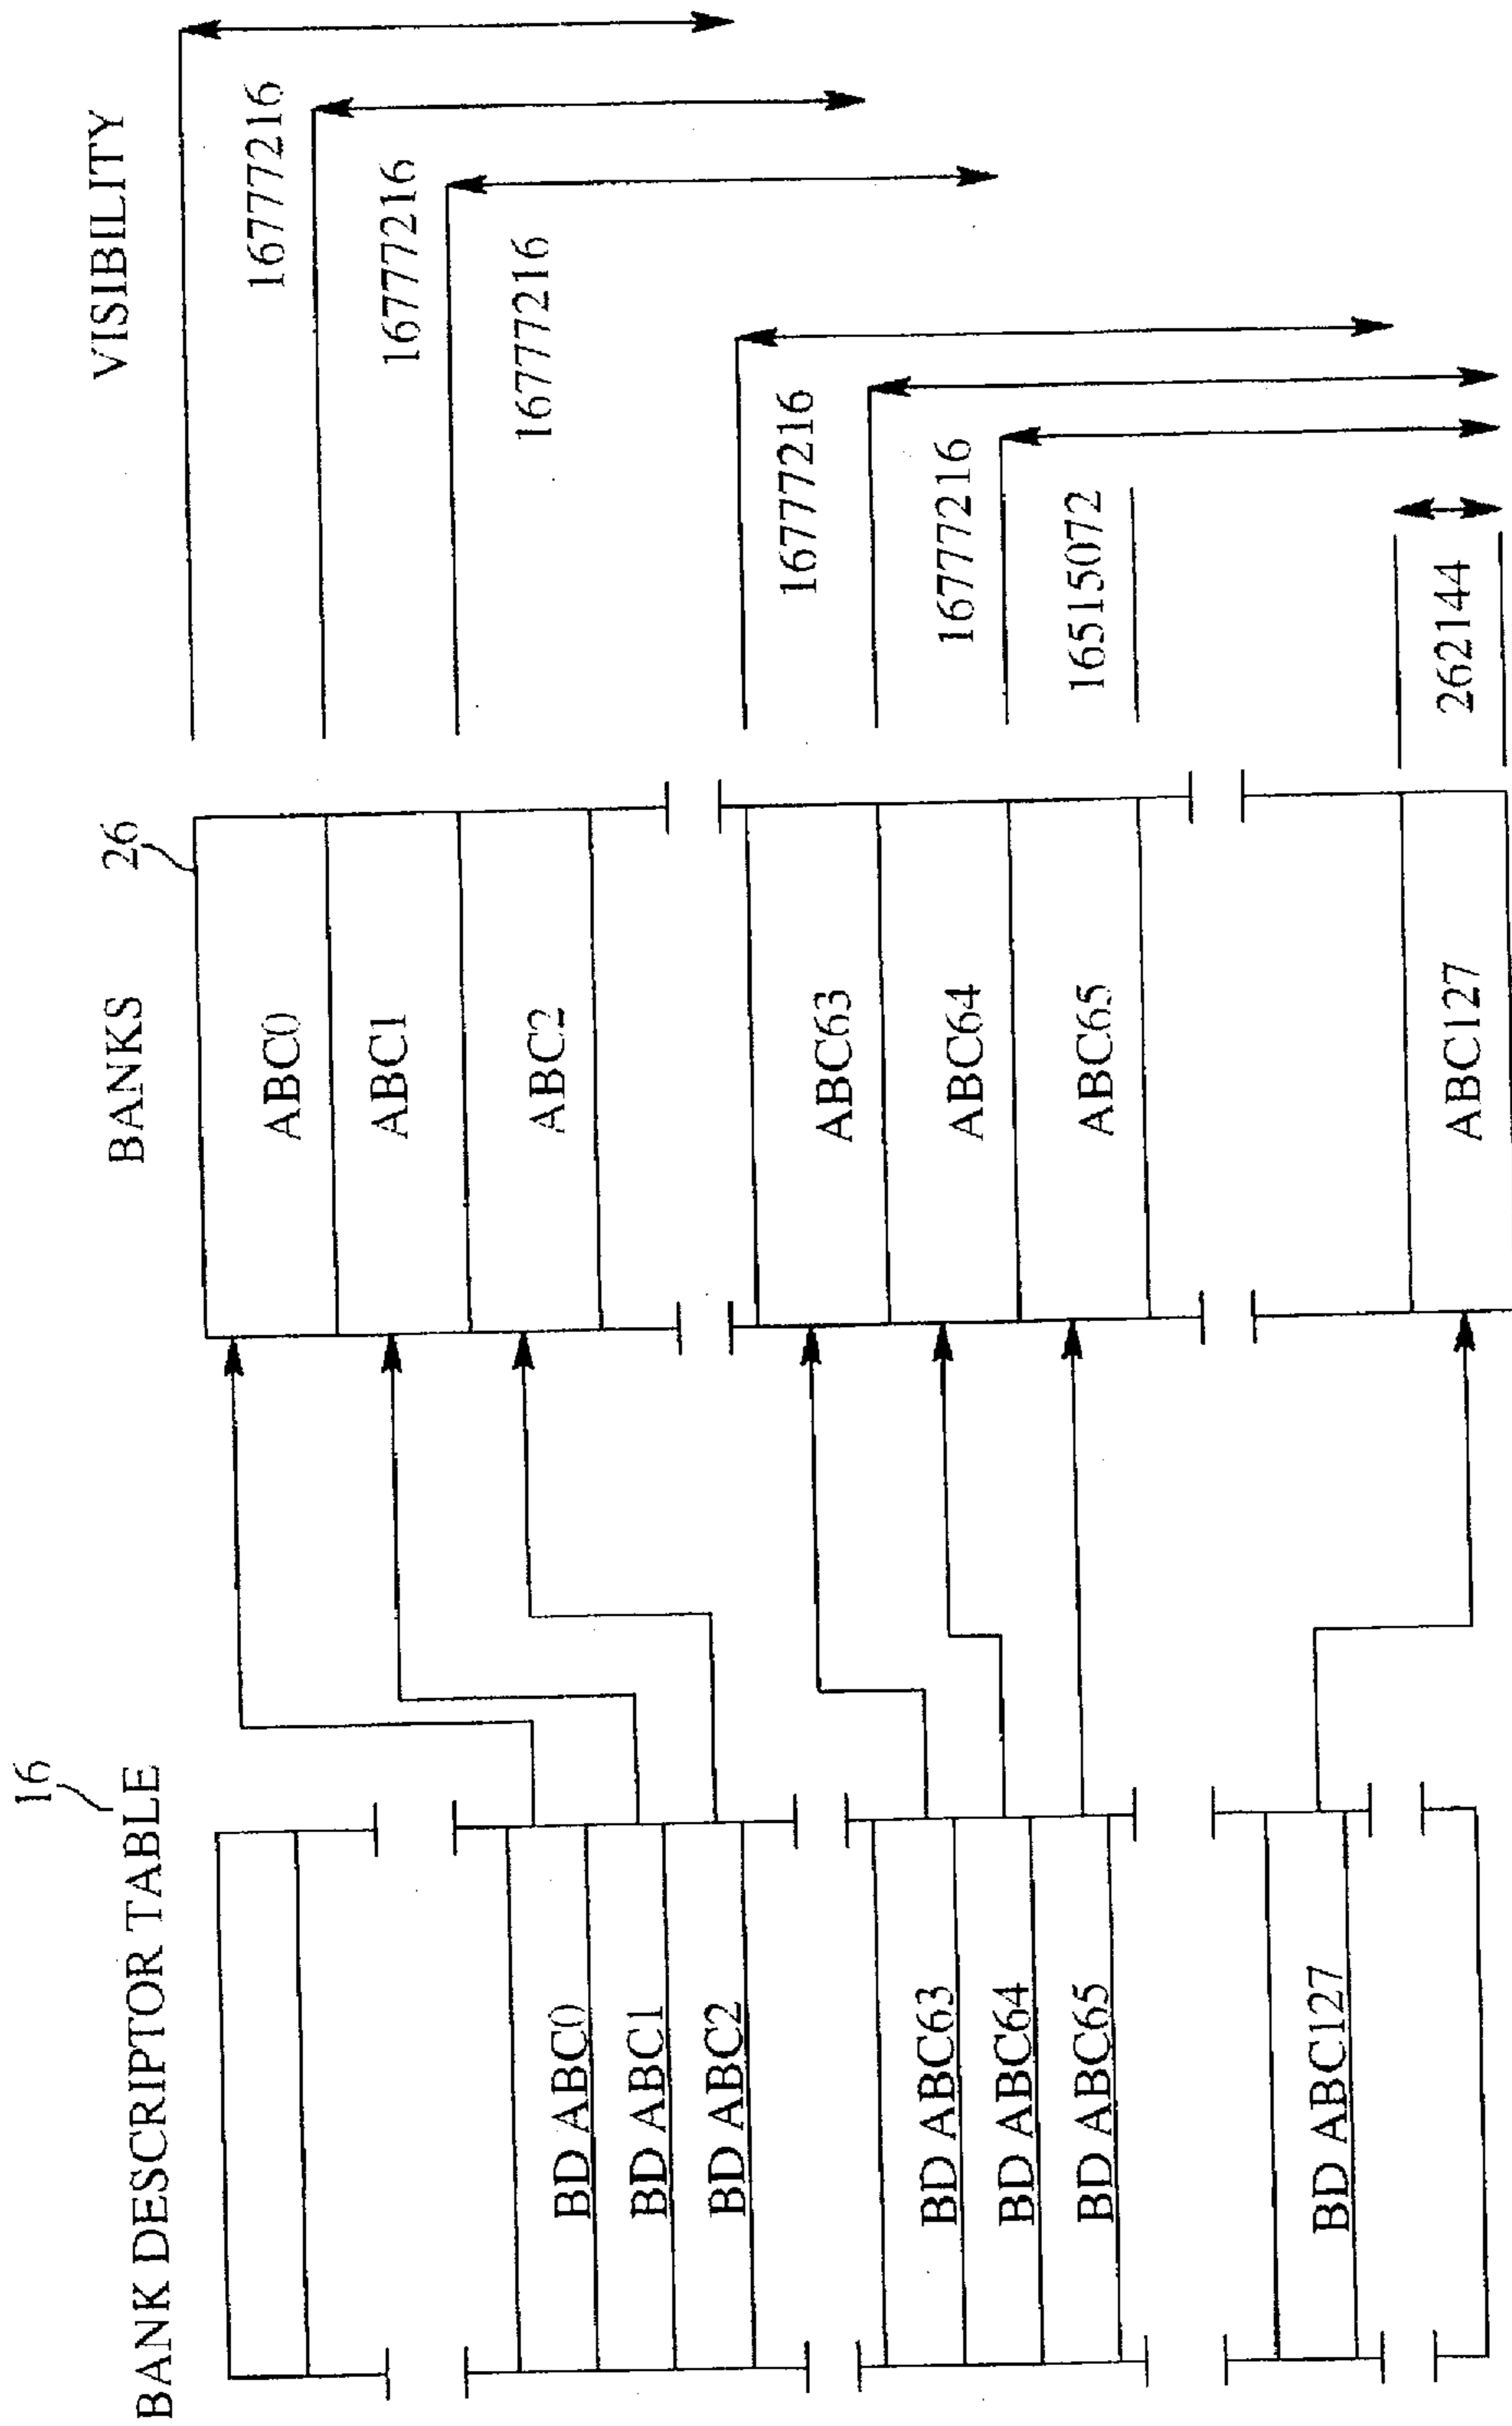 BANK DESCRIPTOR TABLE
16
BD ABC0
BD ABC1
BD ABC2
BD ABC63
BD ABC64
BD ABC65
BD ABC127
BANKS
26
ABC0
ABC1
ABC2
ABC63
ABC64
ABC65
ABC127
VISIBILITY
16777216
16777216
16777216
16777216
16777216
16515072
262144